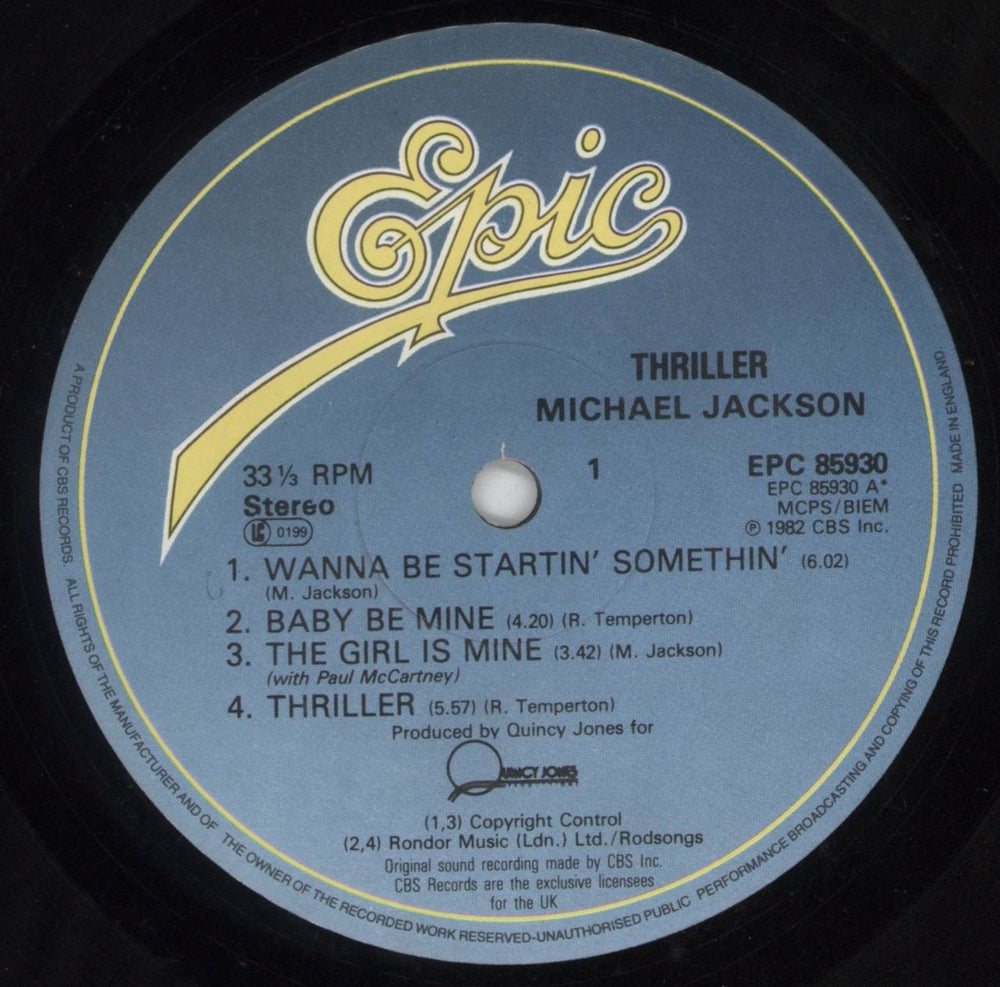 Epic
THRILLER
MICHAEL JACKSON
33 1/3 RPM
Stereo
LC 0199
1
EPC 85930
EPC 85930 A*
MCPS/BIEM
℗ 1982 CBS Inc.
1. WANNA BE STARTIN' SOMETHIN' (6.02)
(M. Jackson)
2. BABY BE MINE (4.20) (R. Temperton)
3. THE GIRL IS MINE (3.42) (M. Jackson)
(with Paul McCartney)
4. THRILLER (5.57) (R. Temperton)
Produced by Quincy Jones for
QUINCY JONES
(1,3) Copyright Control
(2,4) Rondor Music (Ldn.) Ltd./Rodsongs
Original sound recording made by CBS Inc.
CBS Records are the exclusive licensees
for the UK
A PRODUCT OF CBS RECORDS. ALL RIGHTS OF THE MANUFACTURER AND OF THE OWNER OF THE RECORDED WORK RESERVED-UNAUTHORISED PUBLIC PERFORMANCE BROADCASTING AND COPYING OF THIS RECORD PROHIBITED MADE IN ENGLAND.